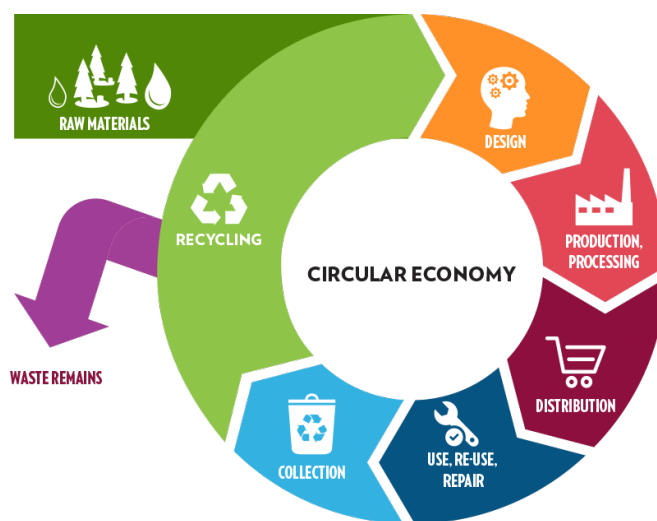 RAW MATERIALS
DESIGN
RECYCLING
PRODUCTION,
PROCESSING
CIRCULAR ECONOMY
WASTE REMAINS
DISTRIBUTION
USE, RE-USE,
REPAIR
COLLECTION